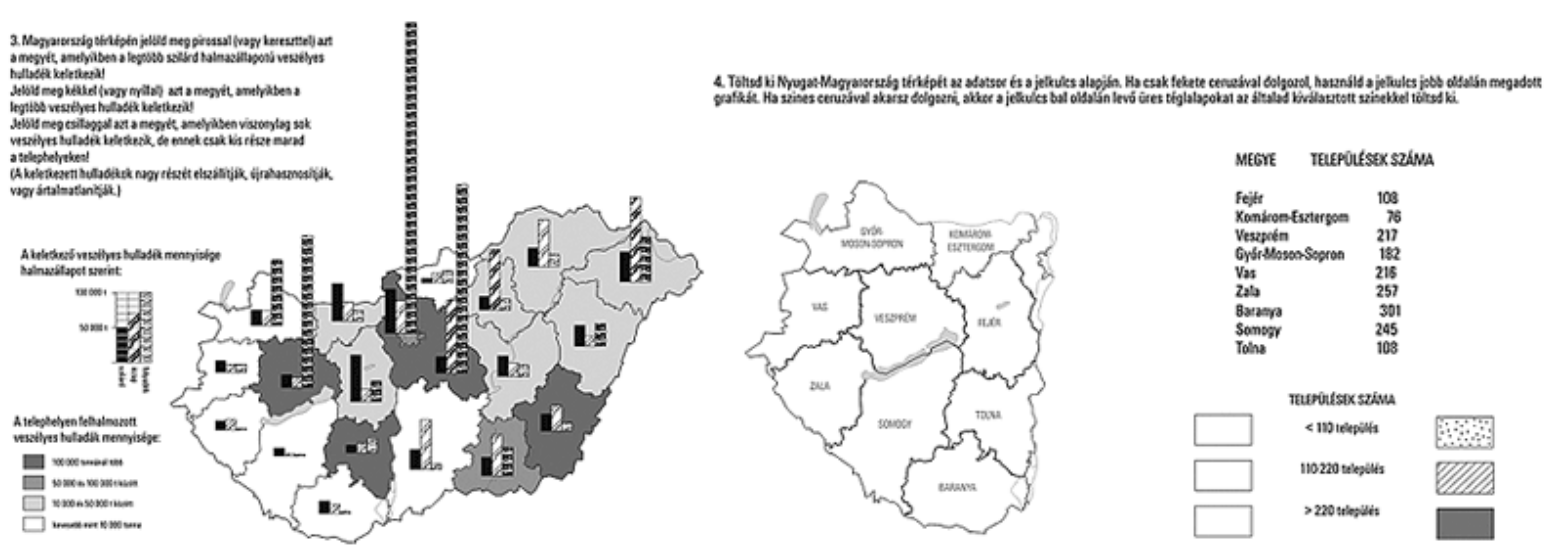 3. Magyarország térképén jelöld meg pirossal (vagy kereszttel) azt
a megyét, amelyikben a legtöbb szilárd halmazállapotú veszélyes
hulladék keletkezik!
Jelöld meg kékkel (vagy nyillal) azt a megyét, amelyikben a
legtöbb veszélyes hulladék keletkezik!
Jelöld meg csillaggal azt a megyét, amelyikben viszonylag sok
veszélyes hulladék keletkezik, de ennek csak kis része marad
a telephelyeken!
(A keletkezett hulladékok nagy részét elszállítják, újrahasznosítják,
vagy ártalmatlanítják.)
A keletkező veszélyes hulladék mennyisége
halmazállapot szerint:
100 000 t
50 000 t
A telephelyen felhalmozott
veszélyes hulladék mennyisége:
100 000 tonnánál több
50 000 és 100 000 t között
10 000 és 50 000 t között
kevesebb mint 10 000 tonna
4. Töltsd ki Nyugat-Magyarország térképét az adatsor és a jelkulcs alapján. Ha csak fekete ceruzával dolgozol, használd a jelkulcs jobb oldalán megadott
grafikát. Ha színes ceruzával akarsz dolgozni, akkor a jelkulcs bal oldalán levő üres téglalapokat az általad kiválasztott színekkel töltsd ki.
GYŐR-
MOSON-SOPRON
KOMÁROM-
ESZTERGOM
VAS
VESZPRÉM
FEJÉR
ZALA
SOMOGY
TOLNA
BARANYA
MEGYE TELEPÜLÉSEK SZÁMA
Fejér 108
Komárom-Esztergom 76
Veszprém 217
Győr-Moson-Sopron 182
Vas 216
Zala 257
Baranya 301
Somogy 245
Tolna 108
TELEPÜLÉSEK SZÁMA
< 110 település
110-220 település
> 220 település